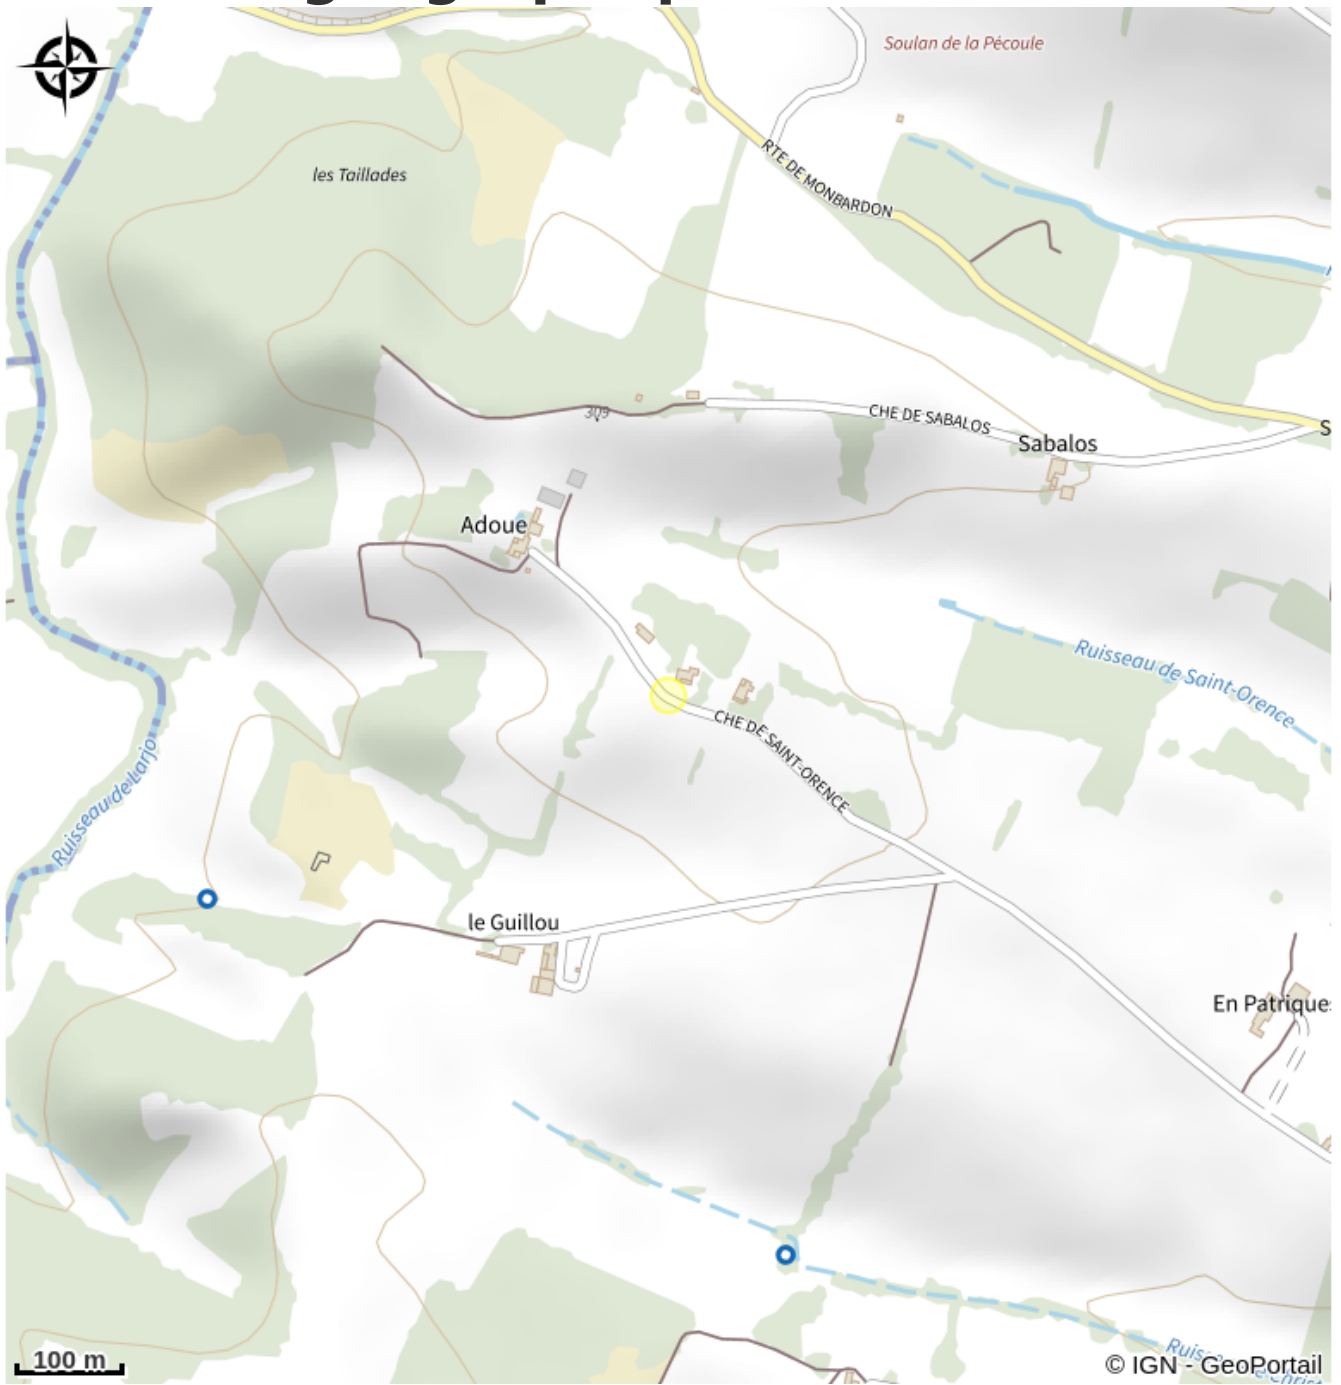 Soulan de la Pécoule
RTE DE MONBARDON
les Taillades
309
CHE DE SABALOS
Sabalos
S
Adoue
Ruisseau de Saint-Orence
CHE DE SAINT-ORENCE
Ruisseau de Larjo
le Guillou
En Patrique
100 m
© IGN - GeoPortail